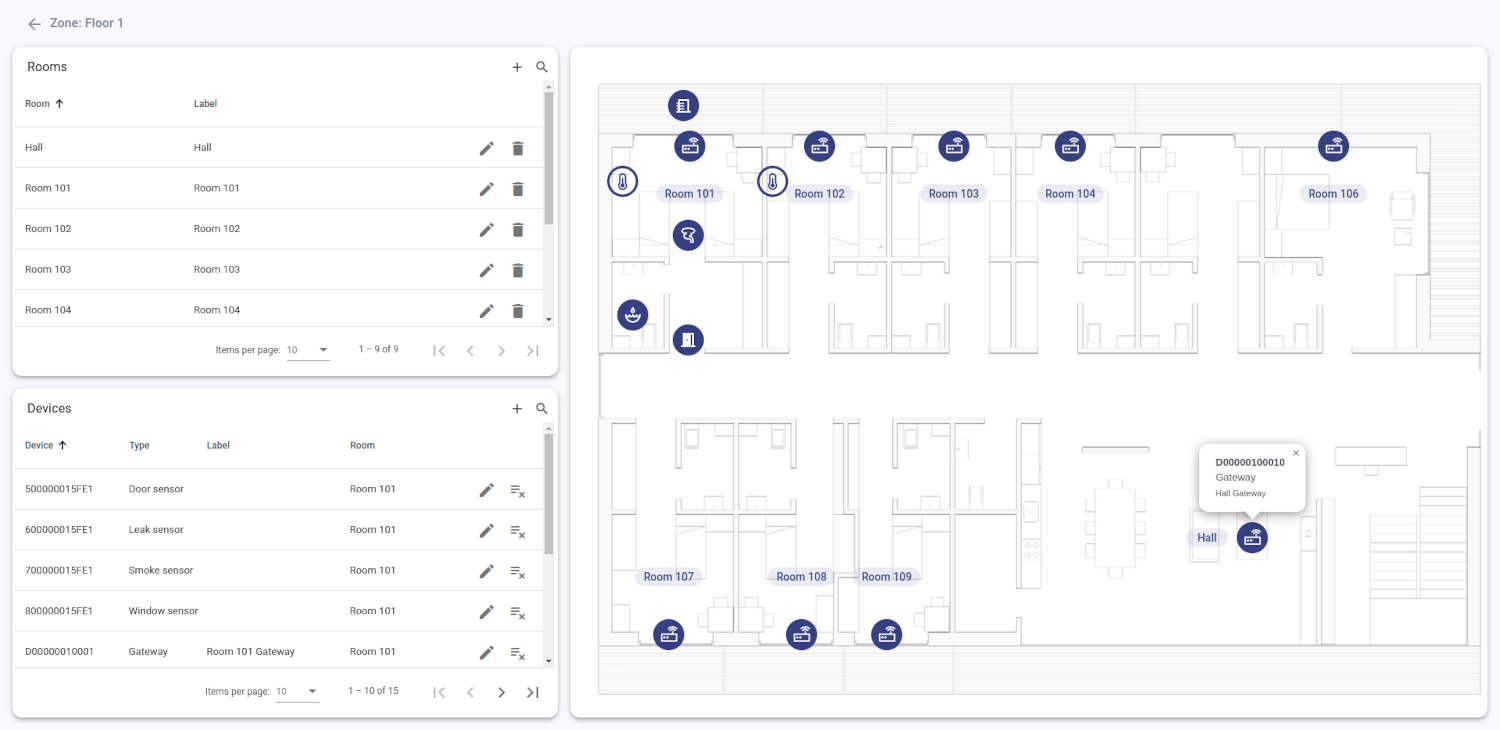 Zone: Floor 1
Rooms
Room Label
Hall Hall
Room 101 Room 101
Room 102 Room 102
Room 103 Room 103
Room 104 Room 104
Items per page: 10 1 – 9 of 9
Devices
Device Type Label Room
500000015FE1 Door sensor Room 101
600000015FE1 Leak sensor Room 101
700000015FE1 Smoke sensor Room 101
800000015FE1 Window sensor Room 101
D00000010001 Gateway Room 101 Gateway Room 101
Items per page: 10 1 – 10 of 15
Room 101 Room 102 Room 103 Room 104 Room 106
D00000100010
Gateway
Hall Gateway
Hall
Room 107 Room 108 Room 109